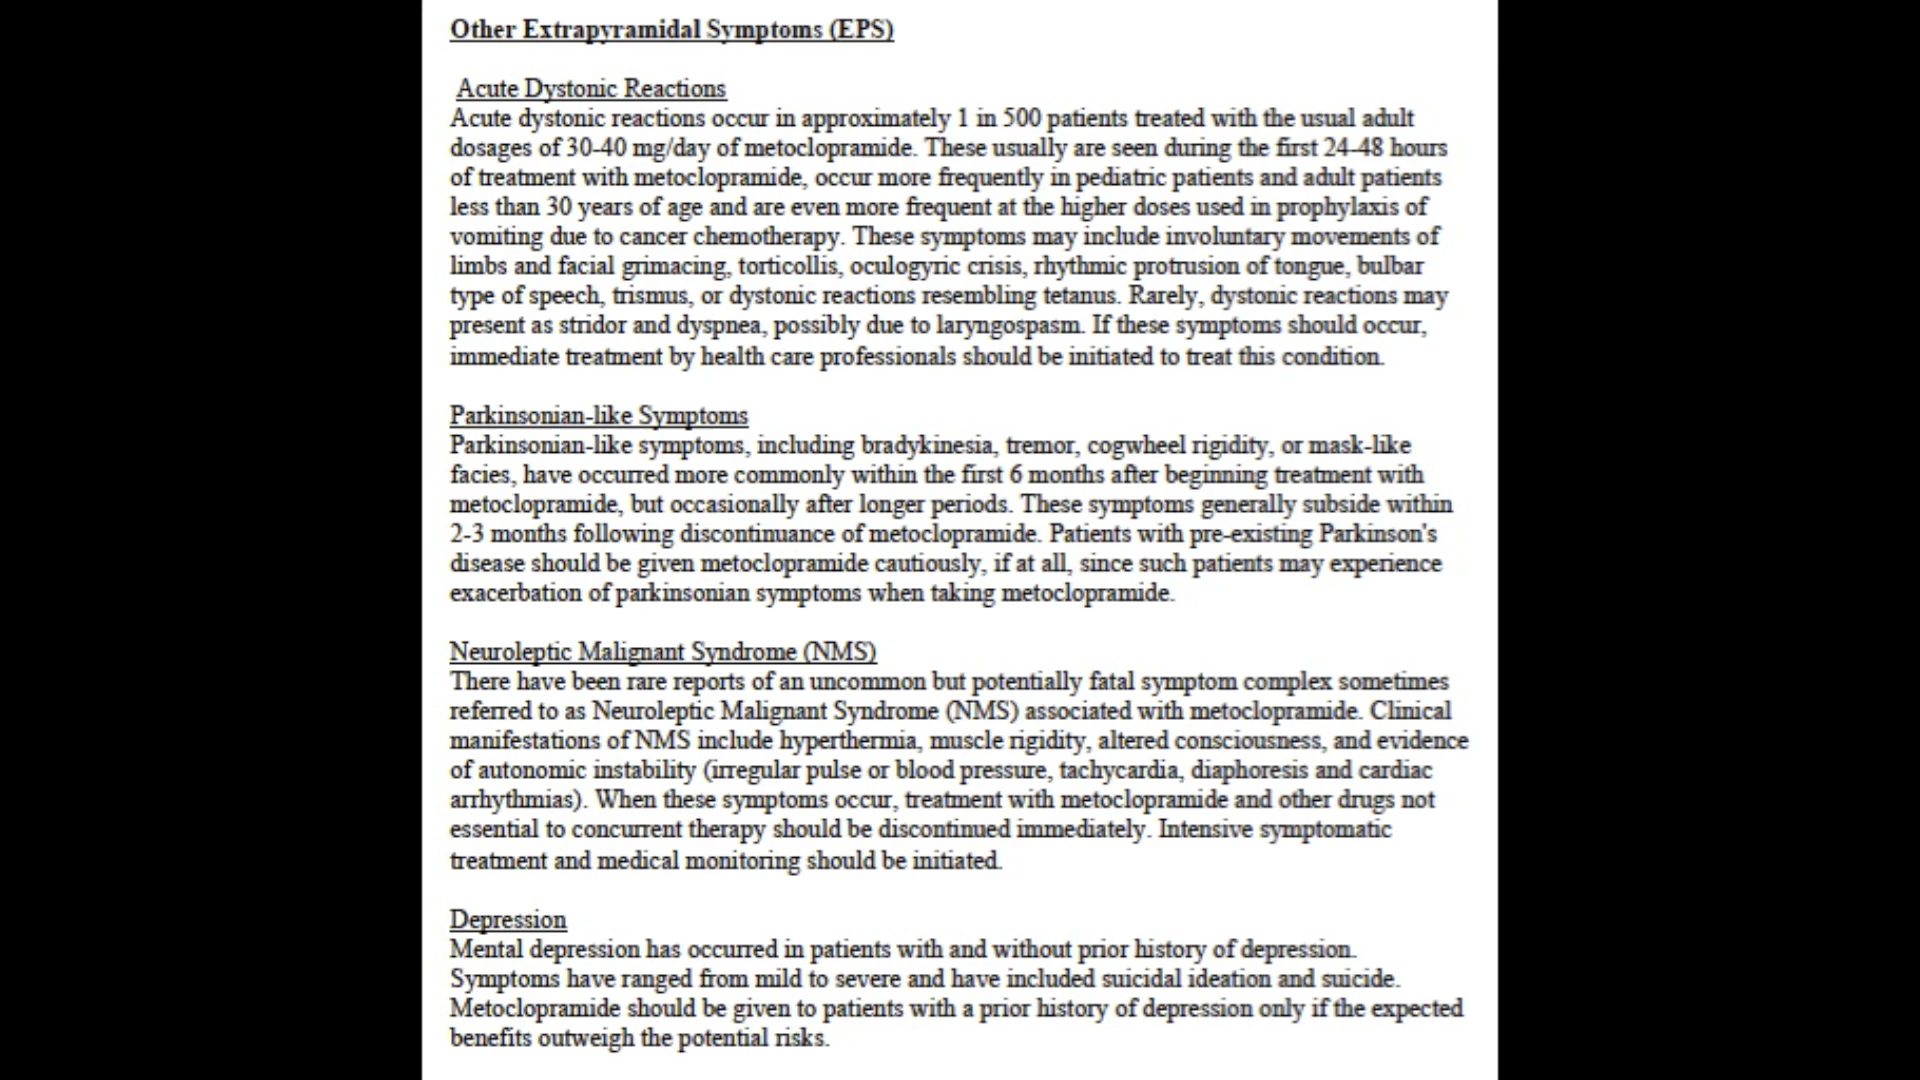 Other Extrapyramidal Symptoms (EPS)
Acute Dystonic Reactions
Acute dystonic reactions occur in approximately 1 in 500 patients treated with the usual adult
dosages of 30-40 mg/day of metoclopramide. These usually are seen during the first 24-48 hours
of treatment with metoclopramide, occur more frequently in pediatric patients and adult patients
less than 30 years of age and are even more frequent at the higher doses used in prophylaxis of
vomiting due to cancer chemotherapy. These symptoms may include involuntary movements of
limbs and facial grimacing, torticollis, oculogyric crisis, rhythmic protrusion of tongue, bulbar
type of speech, trismus, or dystonic reactions resembling tetanus. Rarely, dystonic reactions may
present as stridor and dyspnea, possibly due to laryngospasm. If these symptoms should occur,
immediate treatment by health care professionals should be initiated to treat this condition.
Parkinsonian-like Symptoms
Parkinsonian-like symptoms, including bradykinesia, tremor, cogwheel rigidity, or mask-like
facies, have occurred more commonly within the first 6 months after beginning treatment with
metoclopramide, but occasionally after longer periods. These symptoms generally subside within
2-3 months following discontinuance of metoclopramide. Patients with pre-existing Parkinson's
disease should be given metoclopramide cautiously, if at all, since such patients may experience
exacerbation of parkinsonian symptoms when taking metoclopramide.
Neuroleptic Malignant Syndrome (NMS)
There have been rare reports of an uncommon but potentially fatal symptom complex sometimes
referred to as Neuroleptic Malignant Syndrome (NMS) associated with metoclopramide. Clinical
manifestations of NMS include hyperthermia, muscle rigidity, altered consciousness, and evidence
of autonomic instability (irregular pulse or blood pressure, tachycardia, diaphoresis and cardiac
arrhythmias). When these symptoms occur, treatment with metoclopramide and other drugs not
essential to concurrent therapy should be discontinued immediately. Intensive symptomatic
treatment and medical monitoring should be initiated.
Depression
Mental depression has occurred in patients with and without prior history of depression.
Symptoms have ranged from mild to severe and have included suicidal ideation and suicide.
Metoclopramide should be given to patients with a prior history of depression only if the expected
benefits outweigh the potential risks.